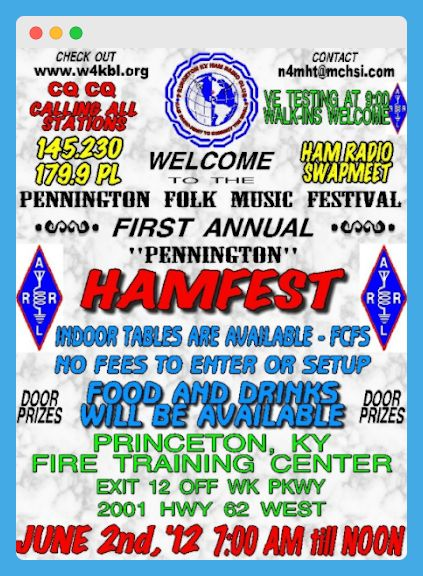 CHECK OUT
www.w4kbl.org
CONTACT
n4mht@mchsi.com
CQ CQ
CALLING ALL
STATIONS
VE TESTING AT 9:00
WALK-INS WELCOME
145.230
179.9 PL
HAM RADIO
SWAPMEET
WELCOME
TO THE
PENNINGTON FOLK MUSIC FESTIVAL
FIRST ANNUAL
"PENNINGTON"
HAMFEST
A
R R
L
A
R R
L
INDOOR TABLES ARE AVAILABLE - FCFS
NO FEES TO ENTER OR SETUP
DOOR
PRIZES
FOOD AND DRINKS
WILL BE AVAILABLE
DOOR
PRIZES
PRINCETON, KY
FIRE TRAINING CENTER
EXIT 12 OFF WK PKWY
2001 HWY 62 WEST
JUNE 2nd, '12 7:00 AM till NOON